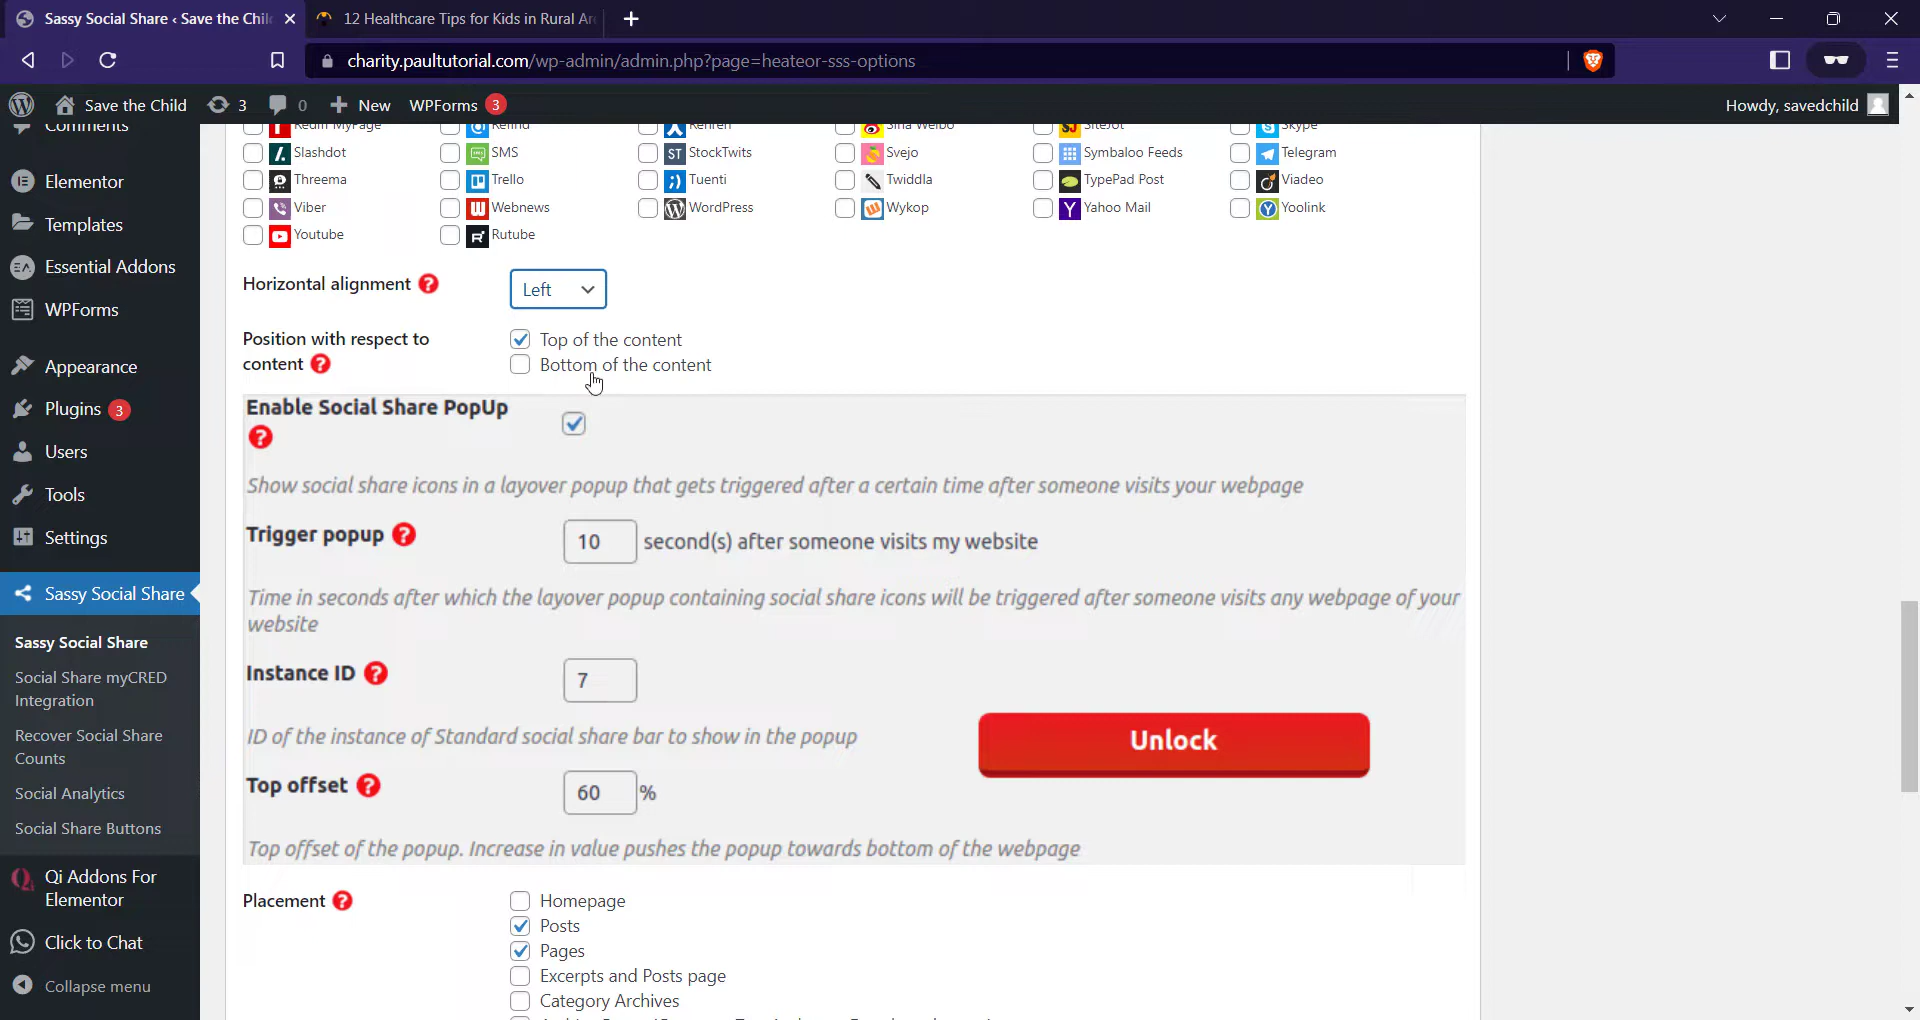 Sassy Social Share ‹ Save the Chil
12 Healthcare Tips for Kids in Rural Ar
charity.paultutorial.com/wp-admin/admin.php?page=heateor-sss-options
Save the Child 3 0 New WPForms 3
Howdy, savedchild
Comments
Elementor
Templates
Essential Addons
WPForms
Appearance
Plugins 3
Users
Tools
Settings
Sassy Social Share
Sassy Social Share
Social Share myCRED
Integration
Recover Social Share
Counts
Social Analytics
Social Share Buttons
Qi Addons For
Elementor
Click to Chat
Collapse menu
Rediff MyPage Refind Renren Sina Weibo SiteJot Skype
Slashdot SMS StockTwits Svejo Symbaloo Feeds Telegram
Threema Trello Tuenti Twiddla TypePad Post Viadeo
Viber Webnews WordPress Wykop Yahoo Mail Yoolink
Youtube Rutube
Horizontal alignment ? Left
Position with respect to
content ?
Top of the content
Bottom of the content
Enable Social Share PopUp
?
Show social share icons in a layover popup that gets triggered after a certain time after someone visits your webpage
Trigger popup ? 10 second(s) after someone visits my website
Time in seconds after which the layover popup containing social share icons will be triggered after someone visits any webpage of your
website
Instance ID ? 7
ID of the instance of Standard social share bar to show in the popup
Unlock
Top offset ? 60 %
Top offset of the popup. Increase in value pushes the popup towards bottom of the webpage
Placement ?
Homepage
Posts
Pages
Excerpts and Posts page
Category Archives